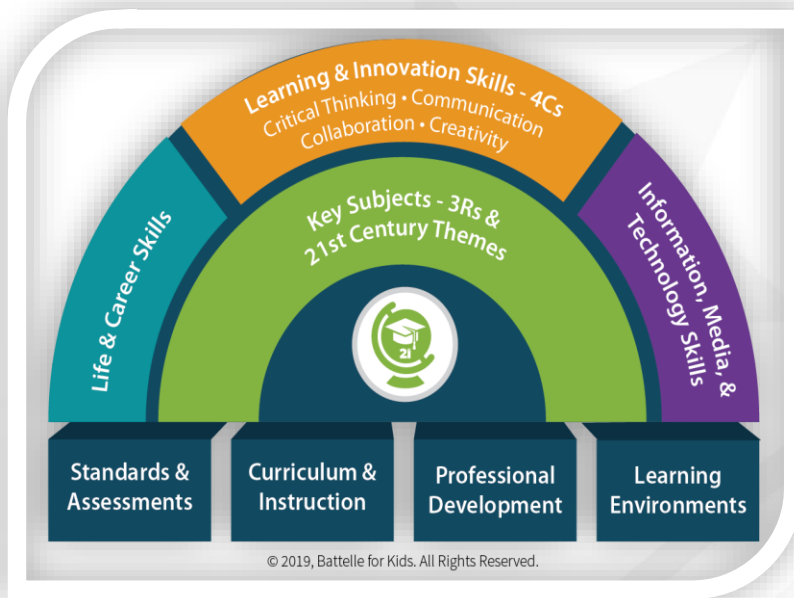 Learning & Innovation Skills - 4Cs
Critical Thinking • Communication
Collaboration • Creativity
Life & Career Skills
Key Subjects - 3Rs &
21st Century Themes
Information, Media, &
Technology Skills
21
Standards &
Assessments
Curriculum &
Instruction
Professional
Development
Learning
Environments
© 2019, Battelle for Kids. All Rights Reserved.